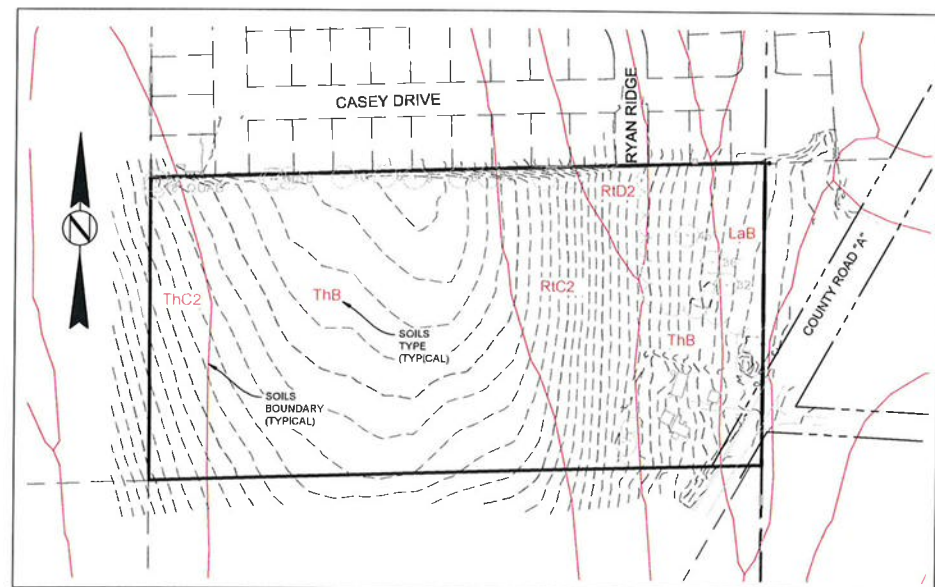 CASEY DRIVE
RYAN RIDGE
RtD2
LaB
COUNTY ROAD "A"
ThC2
ThB
RtC2
SOILS
TYPE
(TYPICAL)
ThB
SOILS
BOUNDARY
(TYPICAL)
N